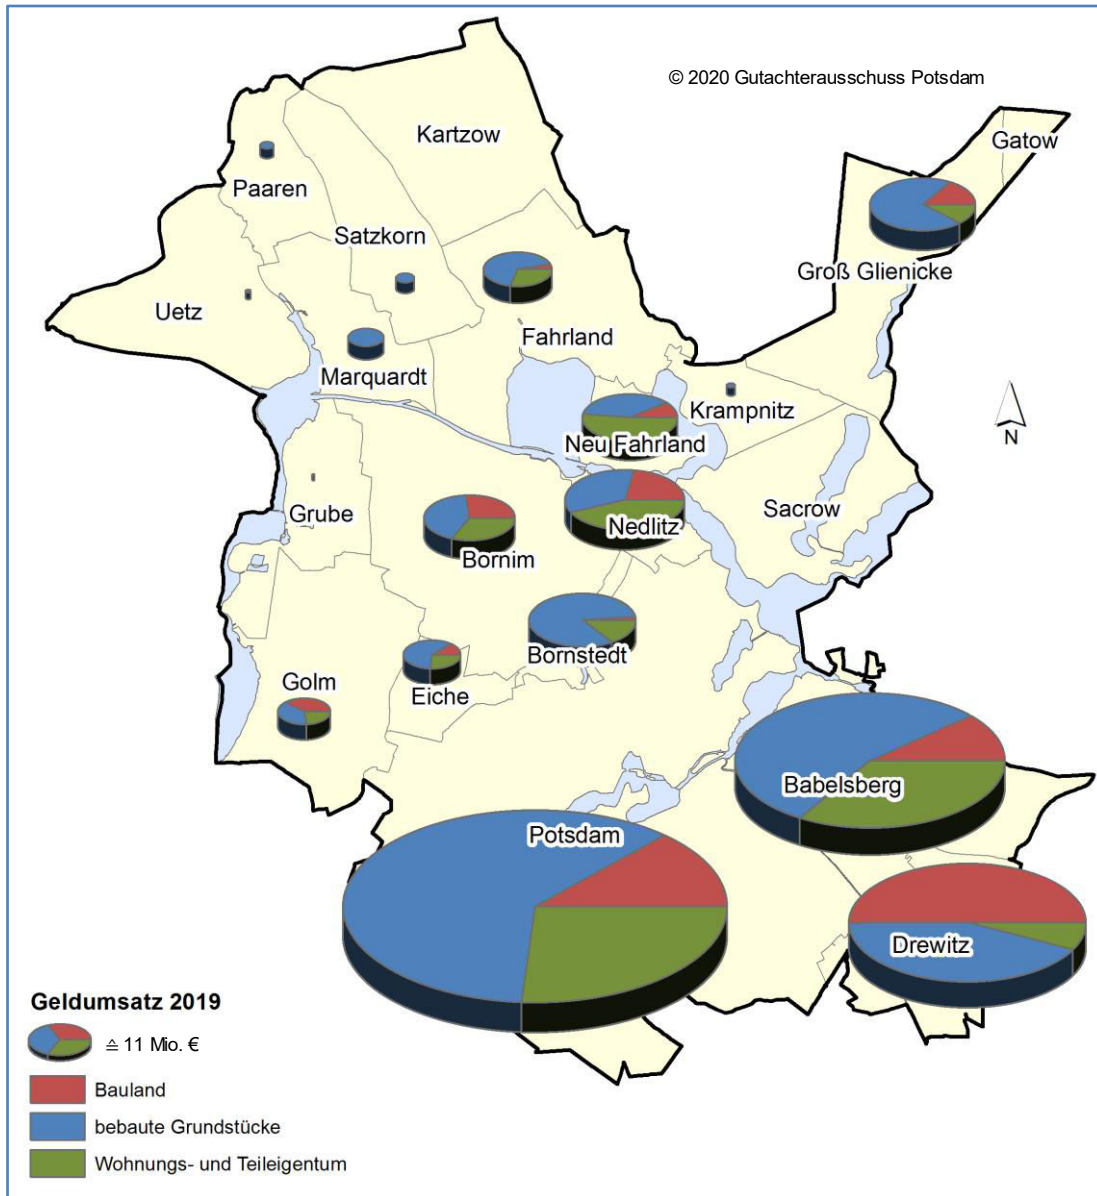 © 2020 Gutachterausschuss Potsdam
Kartzow
Gatow
Paaren
Satzkorn
Groß Glienicke
Uetz
Fahrland
Marquardt
Krampnitz
Neu Fahrland
N
Grube
Nedlitz
Sacrow
Bornim
Bornstedt
Golm
Eiche
Babelsberg
Potsdam
Drewitz
Geldumsatz 2019
≙ 11 Mio. €
Bauland
bebaute Grundstücke
Wohnungs- und Teileigentum